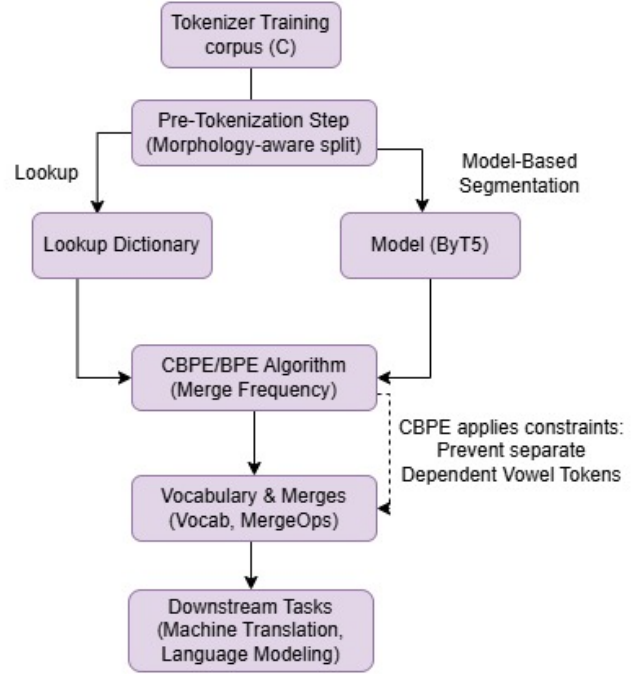 Tokenizer Training
corpus (C)
Pre-Tokenization Step
(Morphology-aware split)
Lookup
Model-Based
Segmentation
Lookup Dictionary
Model (ByT5)
CBPE/BPE Algorithm
(Merge Frequency)
CBPE applies constraints:
Prevent separate
Dependent Vowel Tokens
Vocabulary & Merges
(Vocab, MergeOps)
Downstream Tasks
(Machine Translation,
Language Modeling)